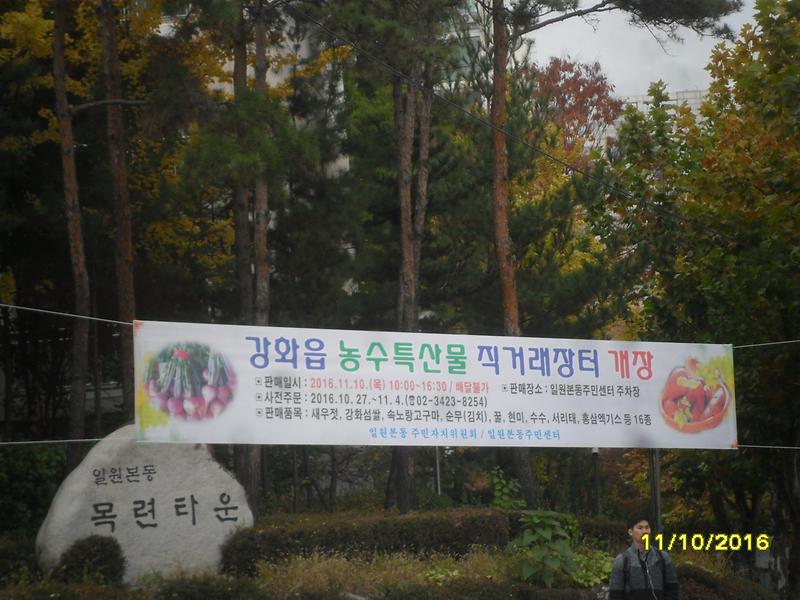 강화읍 농수특산물 직거래장터 개장
▣판매일시 : 2016.11.10.(목) 10:00~16:30 / 배달불가 ▣판매장소 : 일원본동주민센터 주차장
▣사전주문 : 2016.10. 27.~11. 4.(☎02-3423-8254)
▣판매품목 : 새우젓, 강화섬쌀, 속노랑고구마, 순무(김치), 꿀, 현미, 수수, 서리태, 홍삼엑기스 등 16종
일원본동 주민자치위원회 / 일원본동주민센터
일원본동
목련타운
11/10/2016